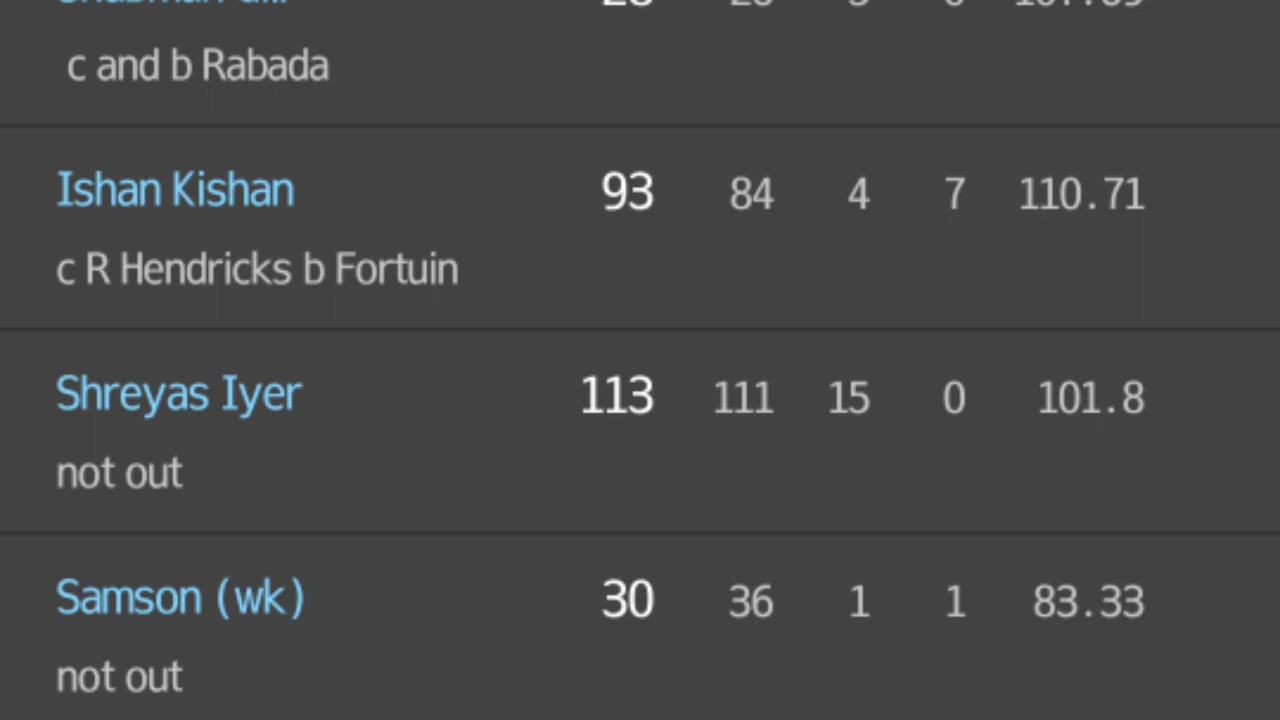 c and b Rabada
Ishan Kishan 93 84 4 7 110.71
c R Hendricks b Fortuin
Shreyas Iyer 113 111 15 0 101.8
not out
Samson (wk) 30 36 1 1 83.33
not out